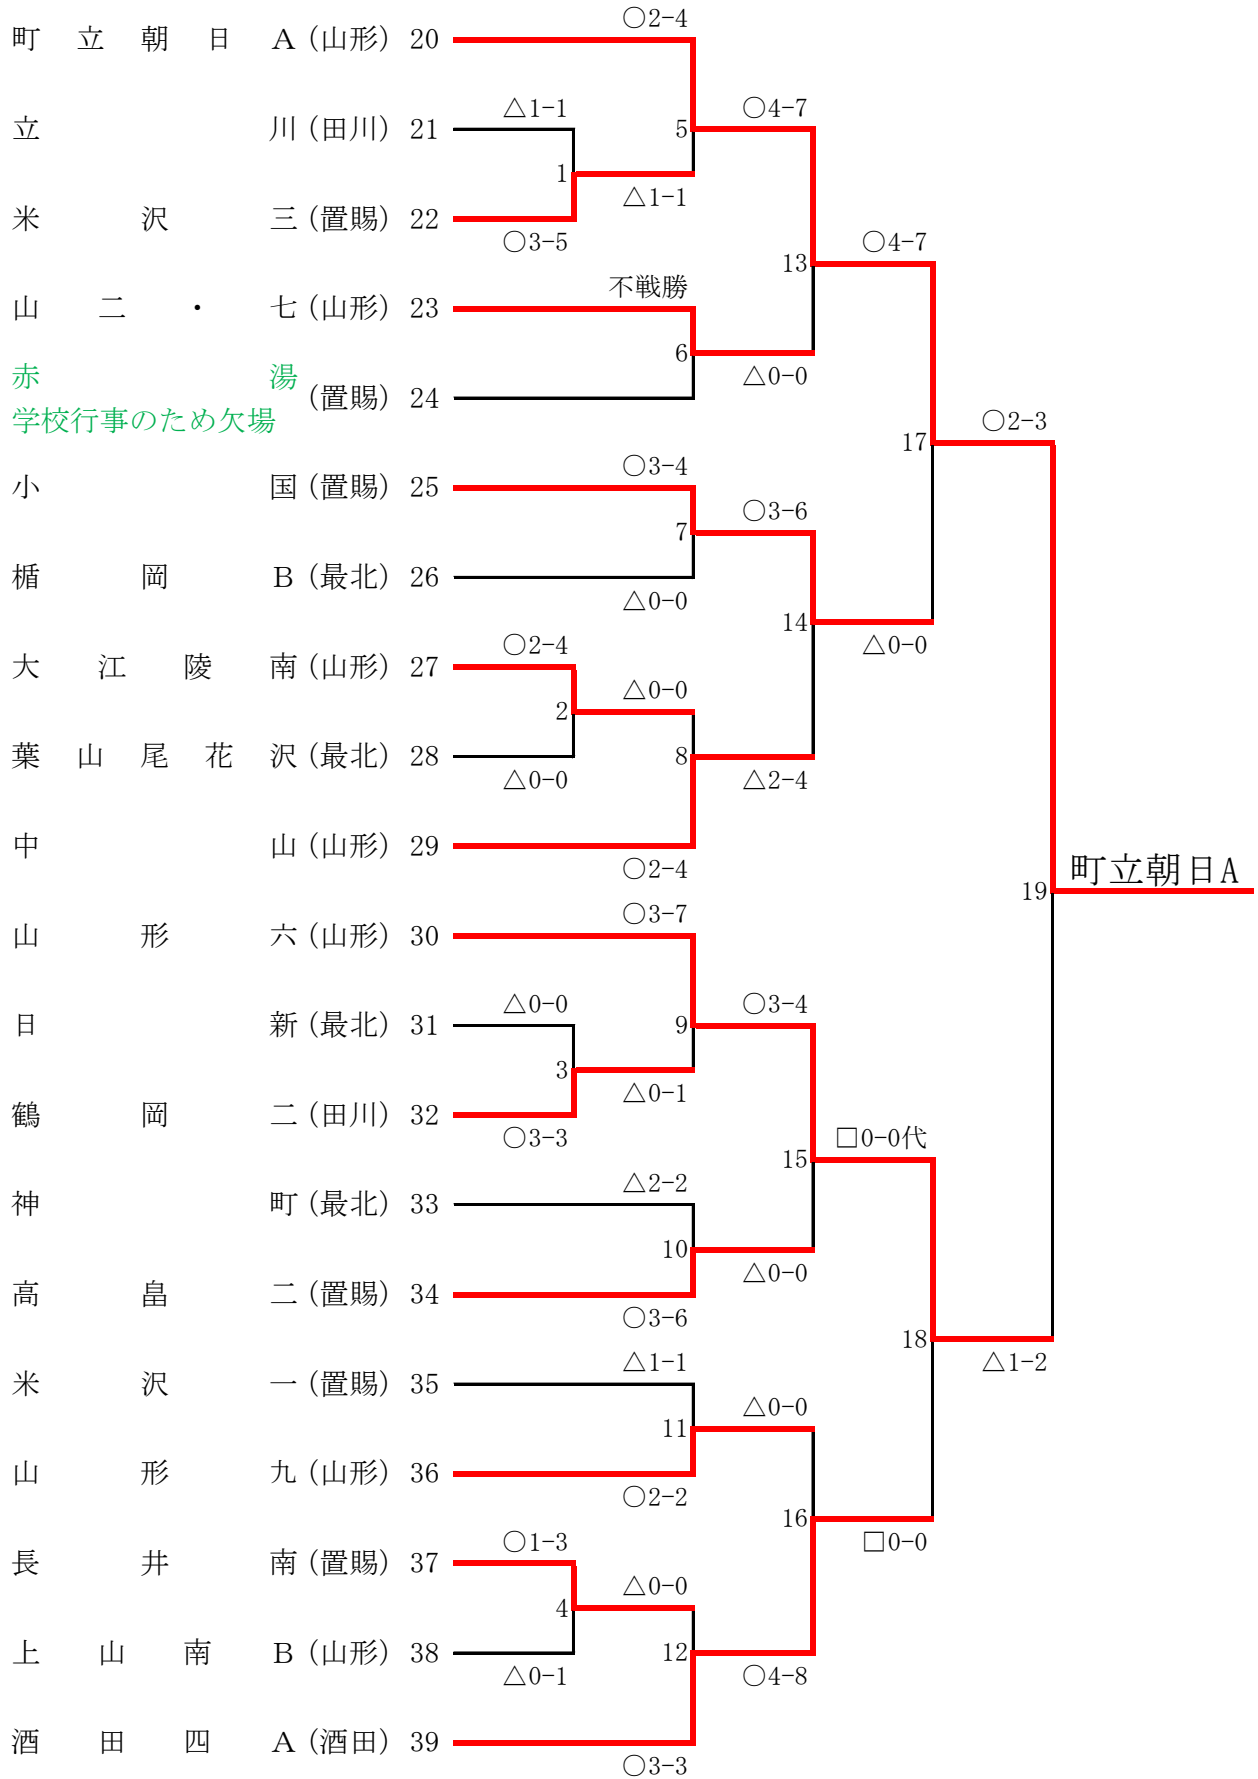 ○2-4
町立朝日A(山形) 20
△1-1
○4-7
立川(田川) 21
5
1
△1-1
米沢三(置賜) 22
○3-5
○4-7
13
不戦勝
山二・七(山形) 23
6
赤湯
△0-0
(置賜) 24
学校行事のため欠場
○2-3
17
○3-4
小国(置賜) 25
○3-6
7
楯岡B(最北) 26
△0-0
14
○2-4
△0-0
大江陵南(山形) 27
△0-0
2
葉山尾花沢(最北) 28
8
△0-0
△2-4
中山(山形) 29
○2-4
町立朝日A
19
○3-7
山形六(山形) 30
△0-0
○3-4
日新(最北) 31
9
3
△0-1
鶴岡二(田川) 32
○3-3
□0-0代
15
△2-2
神町(最北) 33
10
△0-0
高畠二(置賜) 34
○3-6
18
△1-1
△1-2
米沢一(置賜) 35
△0-0
11
山形九(山形) 36
○2-2
16
○1-3
□0-0
長井南(置賜) 37
△0-0
4
上山南B(山形) 38
12
△0-1
○4-8
酒田四A(酒田) 39
○3-3